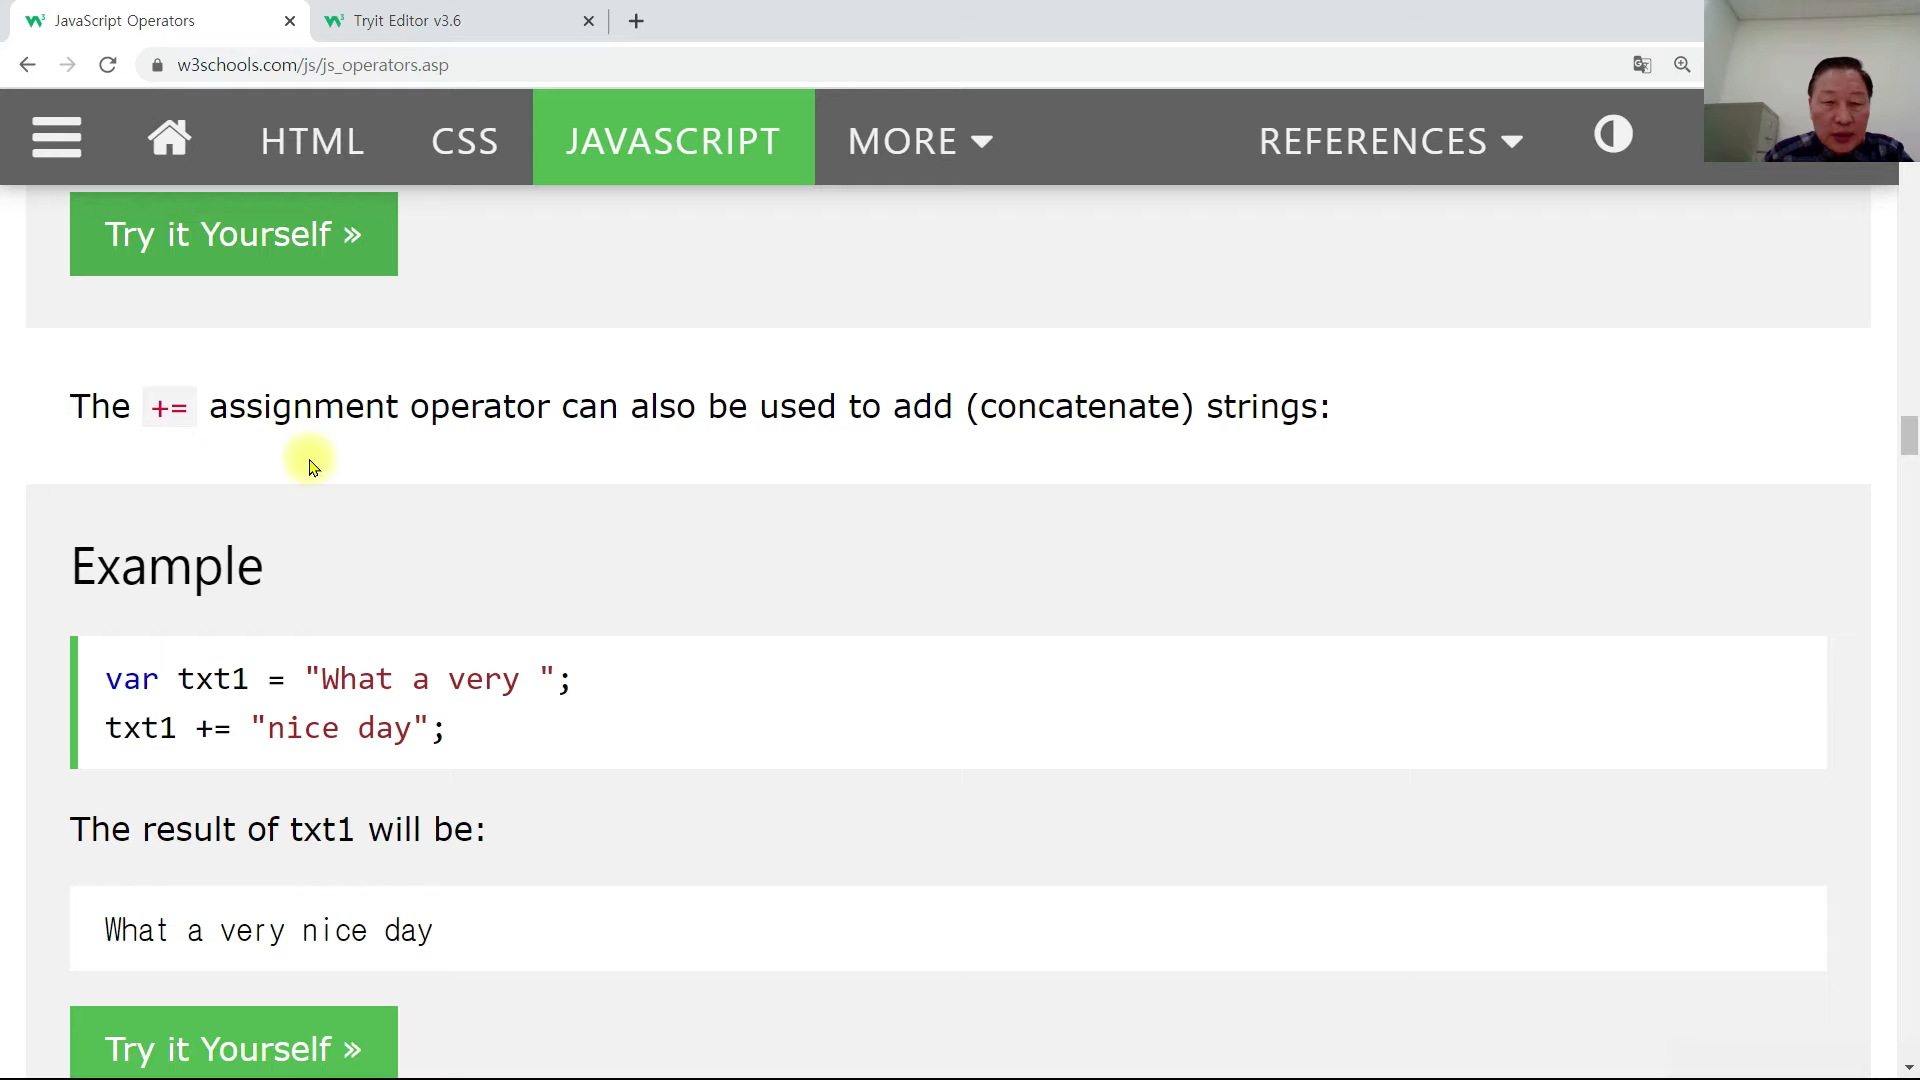 JavaScript Operators
Tryit Editor v3.6
w3schools.com/js/js_operators.asp
HTML CSS JAVASCRIPT MORE REFERENCES
Try it Yourself »
The += assignment operator can also be used to add (concatenate) strings:
Example
var txt1 = "What a very ";
txt1 += "nice day";
The result of txt1 will be:
What a very nice day
Try it Yourself »